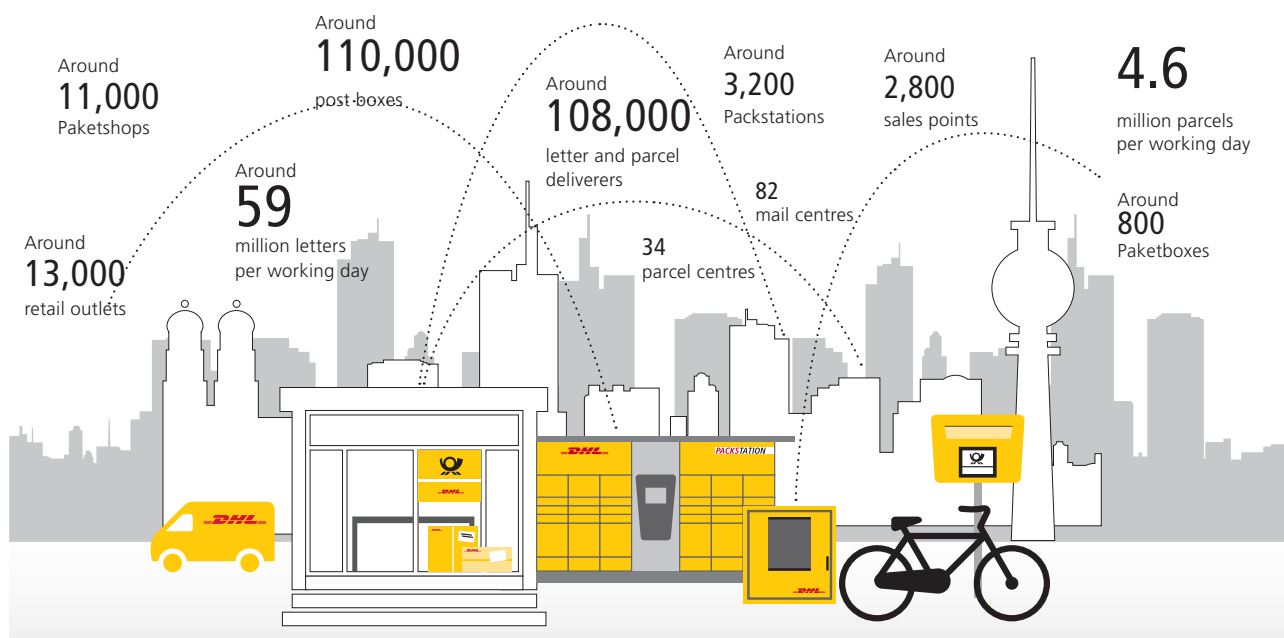 Around
11,000
Paketshops
Around
110,000
post boxes
Around
108,000
letter and parcel
deliverers
Around
3,200
Packstations
Around
2,800
sales points
4.6
million parcels
per working day
Around
13,000
retail outlets
Around
59
million letters
per working day
34
parcel centres
82
mail centres
Around
800
Paketboxes
DHL
DHL
DHL
PACKSTATION
DHL
DHL
DHL